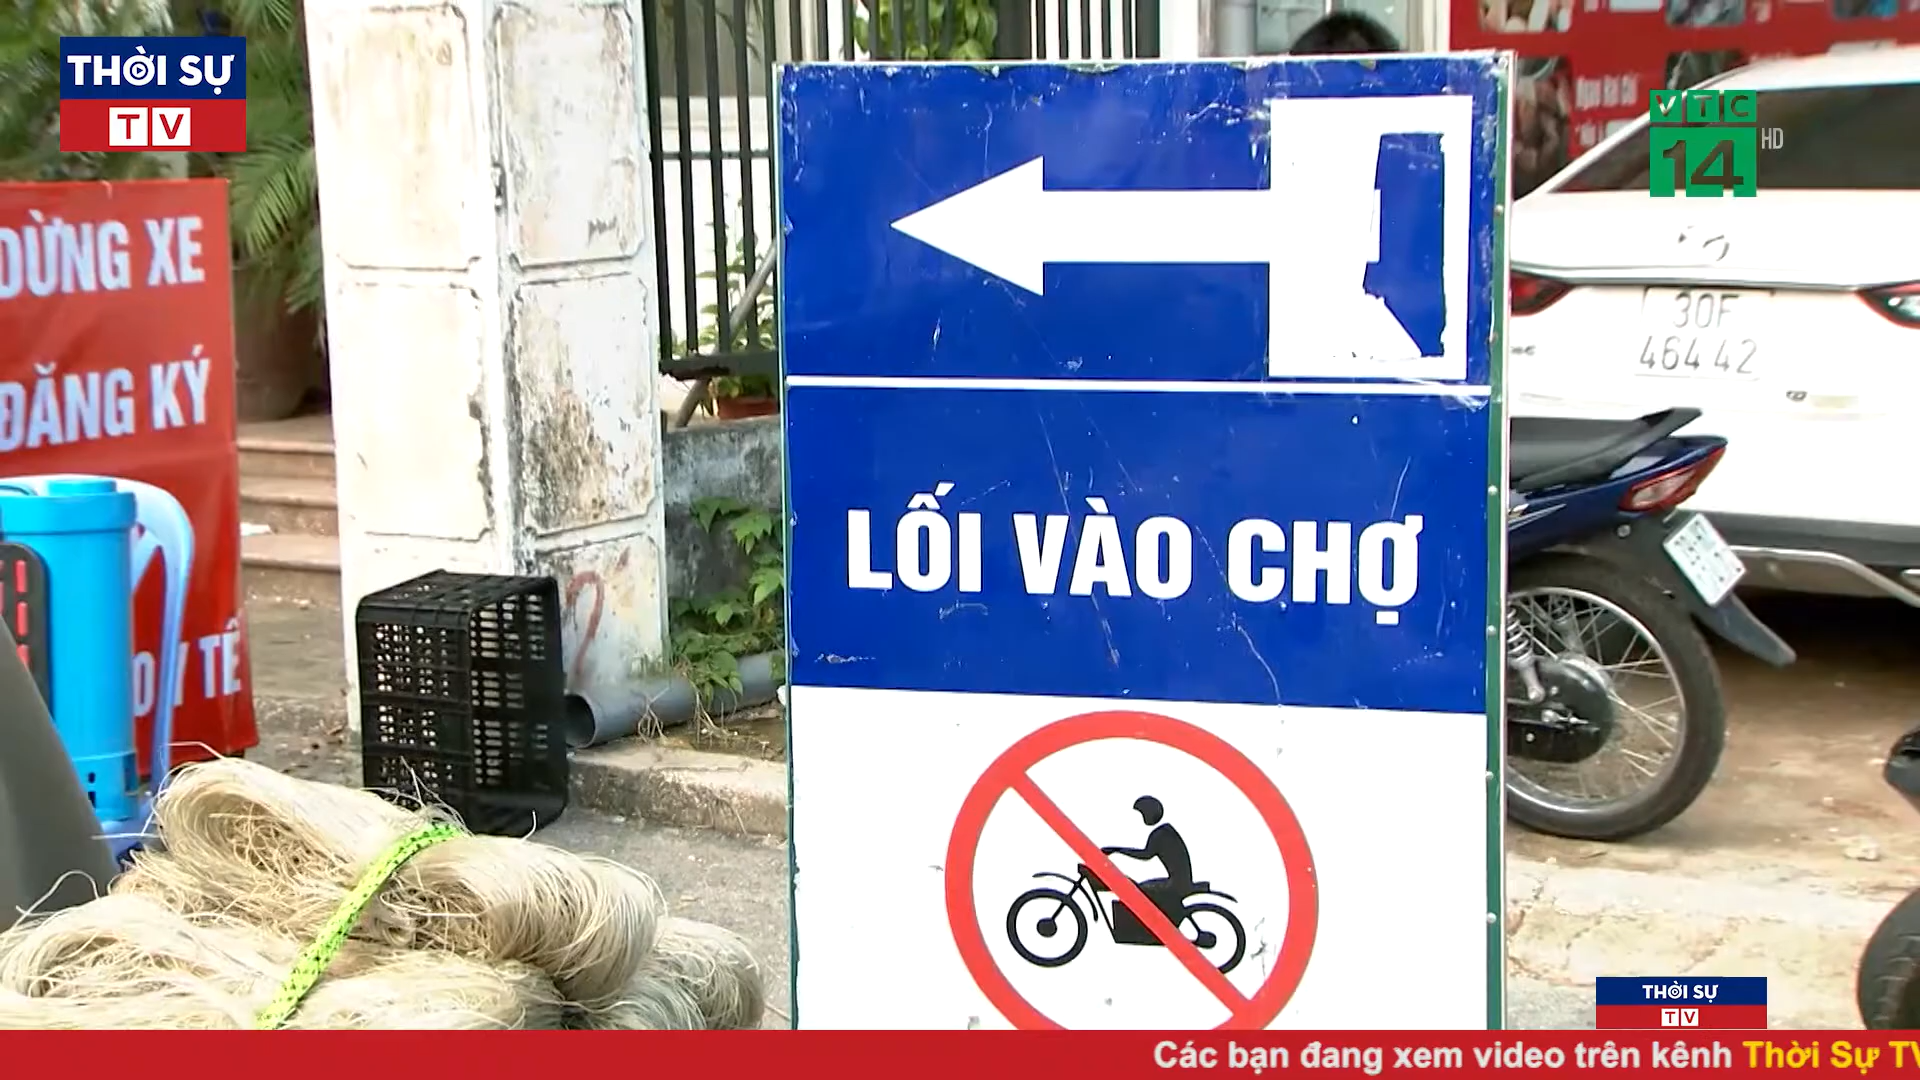 THỜI SỰ
TV
VTC
14 HD
DỪNG XE
ĐĂNG KÝ
Y TẾ
30F
464 42
LỐI VÀO CHỢ
THỜI SỰ
TV
Các bạn đang xem video trên kênh Thời Sự TV